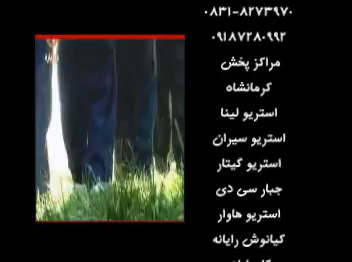 ۰۸۳۱-۸۲۷۳۹۷۰
۰۹۱۸۷۲۸۰۹۹۲
مراکز پخش
کرمانشاه
استریو لینا
استریو سیران
استریو گیتار
جبار سی دی
استریو هاوار
کیانوش رایانه